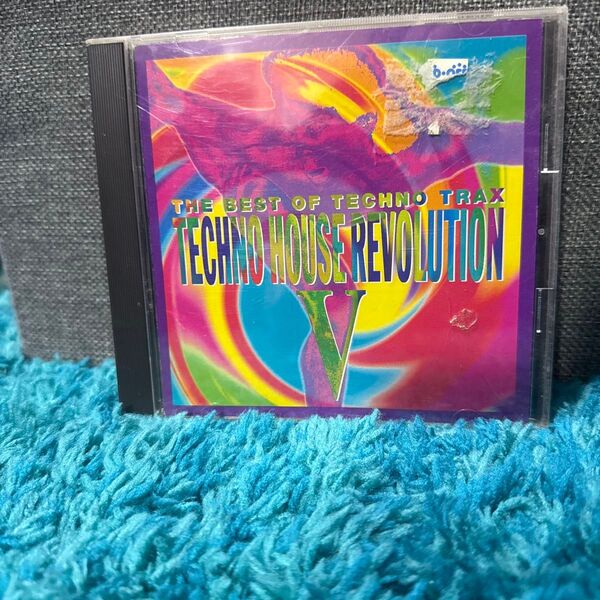 THE BEST OF TECHNO TRAX
TECHNO HOUSE REVOLUTION
V